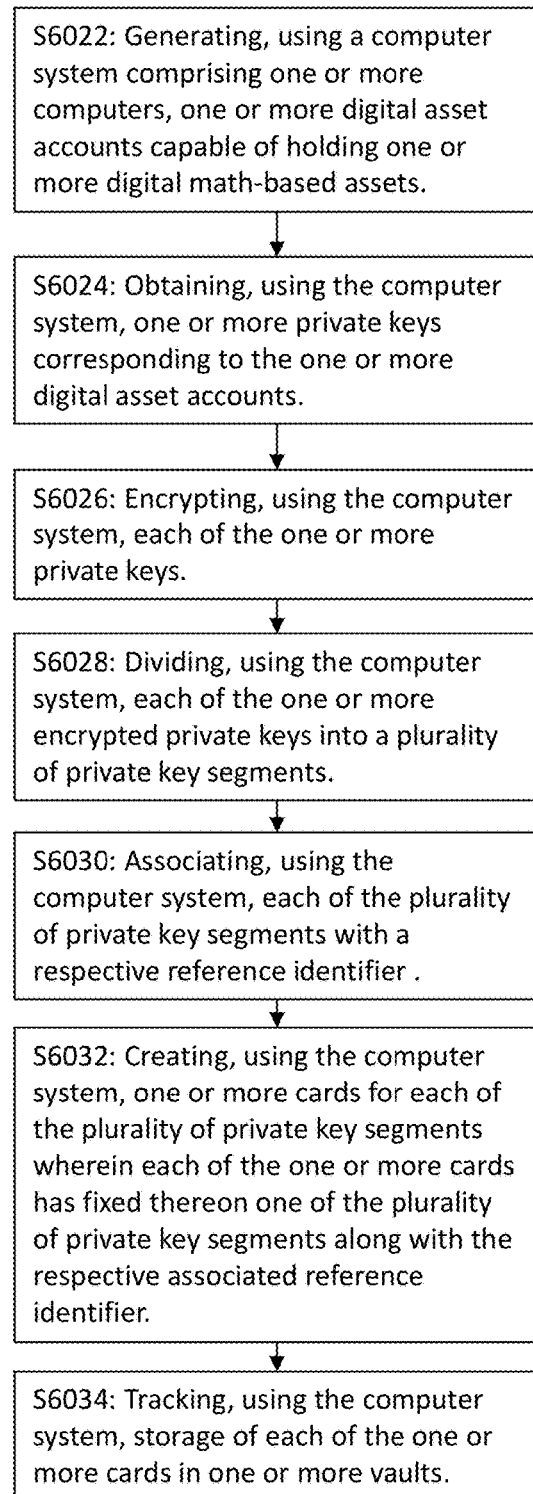 S6022: Generating, using a computer
system comprising one or more
computers, one or more digital asset
accounts capable of holding one or
more digital math-based assets.
S6024: Obtaining, using the computer
system, one or more private keys
corresponding to the one or more
digital asset accounts.
S6026: Encrypting, using the computer
system, each of the one or more
private keys.
S6028: Dividing, using the computer
system, each of the one or more
encrypted private keys into a plurality
of private key segments.
S6030: Associating, using the
computer system, each of the plurality
of private key segments with a
respective reference identifier .
S6032: Creating, using the computer
system, one or more cards for each of
the plurality of private key segments
wherein each of the one or more cards
has fixed thereon one of the plurality
of private key segments along with the
respective associated reference
identifier.
S6034: Tracking, using the computer
system, storage of each of the one or
more cards in one or more vaults.